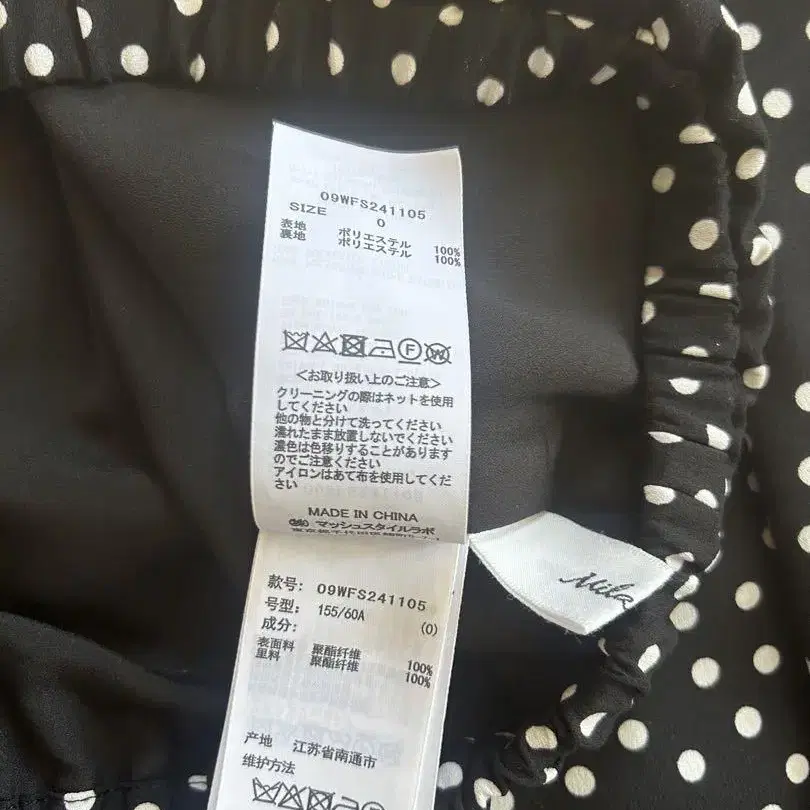 09WFS241105
SIZE 0
表地 ポリエステル 100%
裏地 ポリエステル 100%
F W
<お取り扱い上のご注意>
クリーニングの際はネットを使用
してください
他の物と分けて洗ってください
濡れたまま放置しないでください
濃色は色移りすることがあります
のでご注意ください
アイロンはあて布を使用してくだ
さい
MADE IN CHINA
㈱マッシュスタイルラボ
Mila
款号: 09WFS241105
号型: 155/60A (0)
成分:
表面料 聚酯纤维 100%
里料 聚酯纤维 100%
产地 江苏省南通市
维护方法